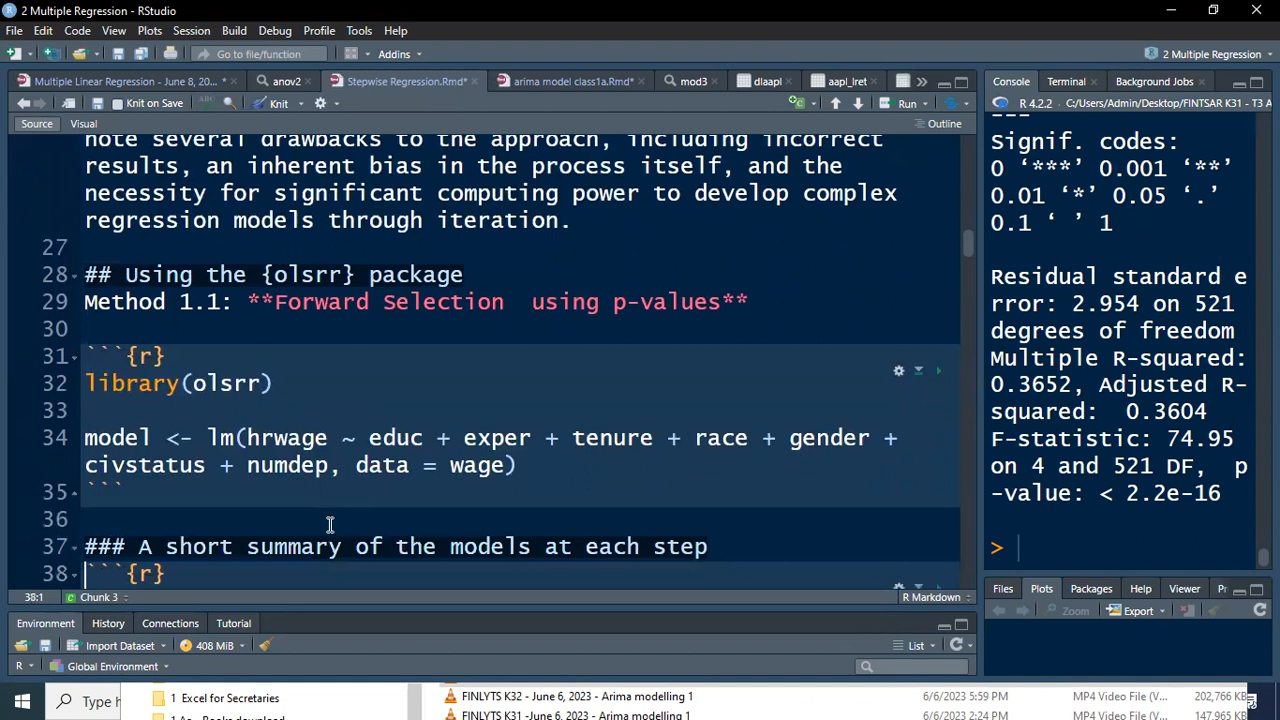 2 Multiple Regression - RStudio
File Edit Code View Plots Session Build Debug Profile Tools Help
Go to file/function Addins 2 Multiple Regression
Multiple Linear Regression - June 8, 20...* anov2 Stepwise Regression.Rmd* arima model class1a.Rmd* mod3 dlaapl aapl_lret
Knit on Save Knit Run
Source Visual Outline
note several drawbacks to the approach, including incorrect
results, an inherent bias in the process itself, and the
necessity for significant computing power to develop complex
regression models through iteration.
27
28 ## Using the {olsrr} package
29 Method 1.1: **Forward Selection  using p-values**
30
31 ```{r}
32 library(olsrr)
33
34 model <- lm(hrwage ~ educ + exper + tenure + race + gender +
civstatus + numdep, data = wage)
35 ```
36
37 ### A short summary of the models at each step
38 ```{r}
38:1 Chunk 3 R Markdown
Environment History Connections Tutorial
Import Dataset 408 MiB List
R Global Environment
Console Terminal Background Jobs
R 4.2.2 · C:/Users/Admin/Desktop/FINTSAR K31 - T3 A
---
Signif. codes:
0 ‘***’ 0.001 ‘**’
0.01 ‘*’ 0.05 ‘.’
0.1 ‘ ’ 1
Residual standard e
rror: 2.954 on 521
degrees of freedom
Multiple R-squared:
0.3652, Adjusted R-
squared:  0.3604
F-statistic: 74.95
on 4 and 521 DF,  p
-value: < 2.2e-16
>
Files Plots Packages Help Viewer Pr
Zoom Export
Type h
1 Excel for Secretaries
FINLYTS K32 - June 6, 2023 - Arima modelling 1 6/6/2023 5:59 PM MP4 Video File (V... 202,766 KB
FINLYTS K31 -June 6, 2023 - Arima modelling 1 6/6/2023 2:24 PM MP4 Video File (V... 147,965 KB